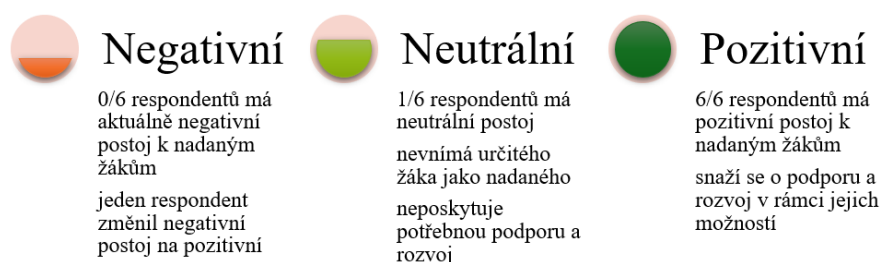 Negativní
0/6 respondentů má
aktuálně negativní
postoj k nadaným
žákům
jeden respondent
změnil negativní
postoj na pozitivní
Neutrální
1/6 respondentů má
neutrální postoj
nevnímá určitého
žáka jako nadaného
neposkytuje
potřebnou podporu a
rozvoj
Pozitivní
6/6 respondentů má
pozitivní postoj k
nadaným žákům
snaží se o podporu a
rozvoj v rámci jejich
možností